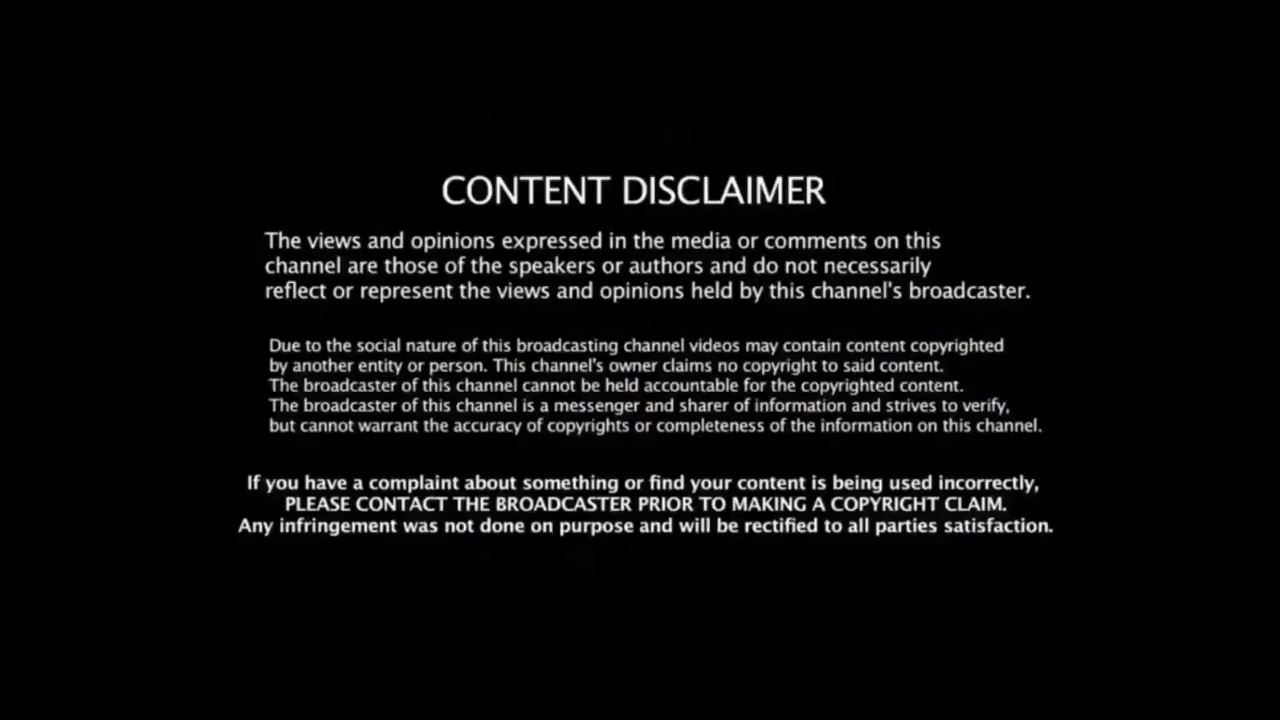 CONTENT DISCLAIMER
The views and opinions expressed in the media or comments on this
channel are those of the speakers or authors and do not necessarily
reflect or represent the views and opinions held by this channel's broadcaster.
Due to the social nature of this broadcasting channel videos may contain content copyrighted
by another entity or person. This channel's owner claims no copyright to said content.
The broadcaster of this channel cannot be held accountable for the copyrighted content.
The broadcaster of this channel is a messenger and sharer of information and strives to verify,
but cannot warrant the accuracy of copyrights or completeness of the information on this channel.
If you have a complaint about something or find your content is being used incorrectly,
PLEASE CONTACT THE BROADCASTER PRIOR TO MAKING A COPYRIGHT CLAIM.
Any infringement was not done on purpose and will be rectified to all parties satisfaction.